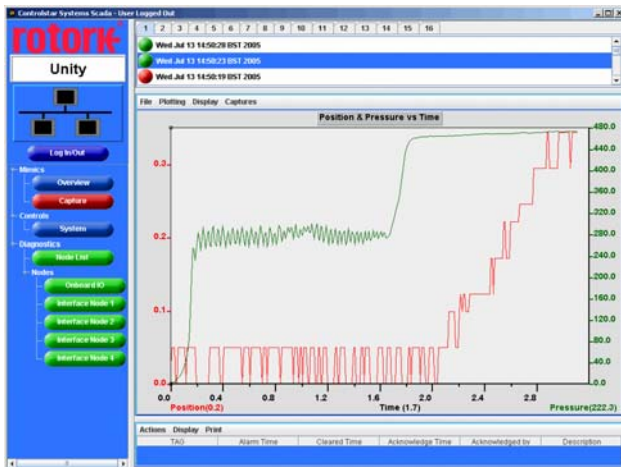 Controlstar Systems Scada - User Logged Out
rotork
Unity
Log In/Out
Mimics
Overview
Capture
Controls
System
Diagnostics
Node List
Nodes
Onboard IO
Interface Node 1
Interface Node 2
Interface Node 3
Interface Node 4
1 2 3 4 5 6 7 8 9 10 11 12 13 14 15 16
Wed Jul 13 14:50:28 BST 2005
Wed Jul 13 14:50:23 BST 2005
Wed Jul 13 14:50:19 BST 2005
File Plotting Display Captures
Position & Pressure vs Time
0.3
0.2
0.1
0.0
480.0
440.0
400.0
360.0
320.0
280.0
240.0
200.0
160.0
120.0
80.0
40.0
0.0
0.0 0.4 0.8 1.2 1.6 2.0 2.4 2.8
Position(0.2) Time (1.7) Pressure(222.3)
Actions Display Print
TAG Alarm Time Cleared Time Acknowledge Time Acknowledged by Description